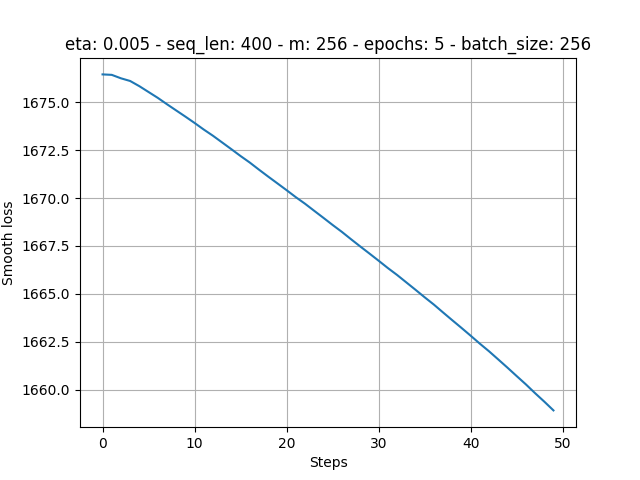 eta: 0.005 - seq_len: 400 - m: 256 - epochs: 5 - batch_size: 256
1675.0
1672.5
1670.0
1667.5
1665.0
1662.5
1660.0
Smooth loss
0 10 20 30 40 50
Steps